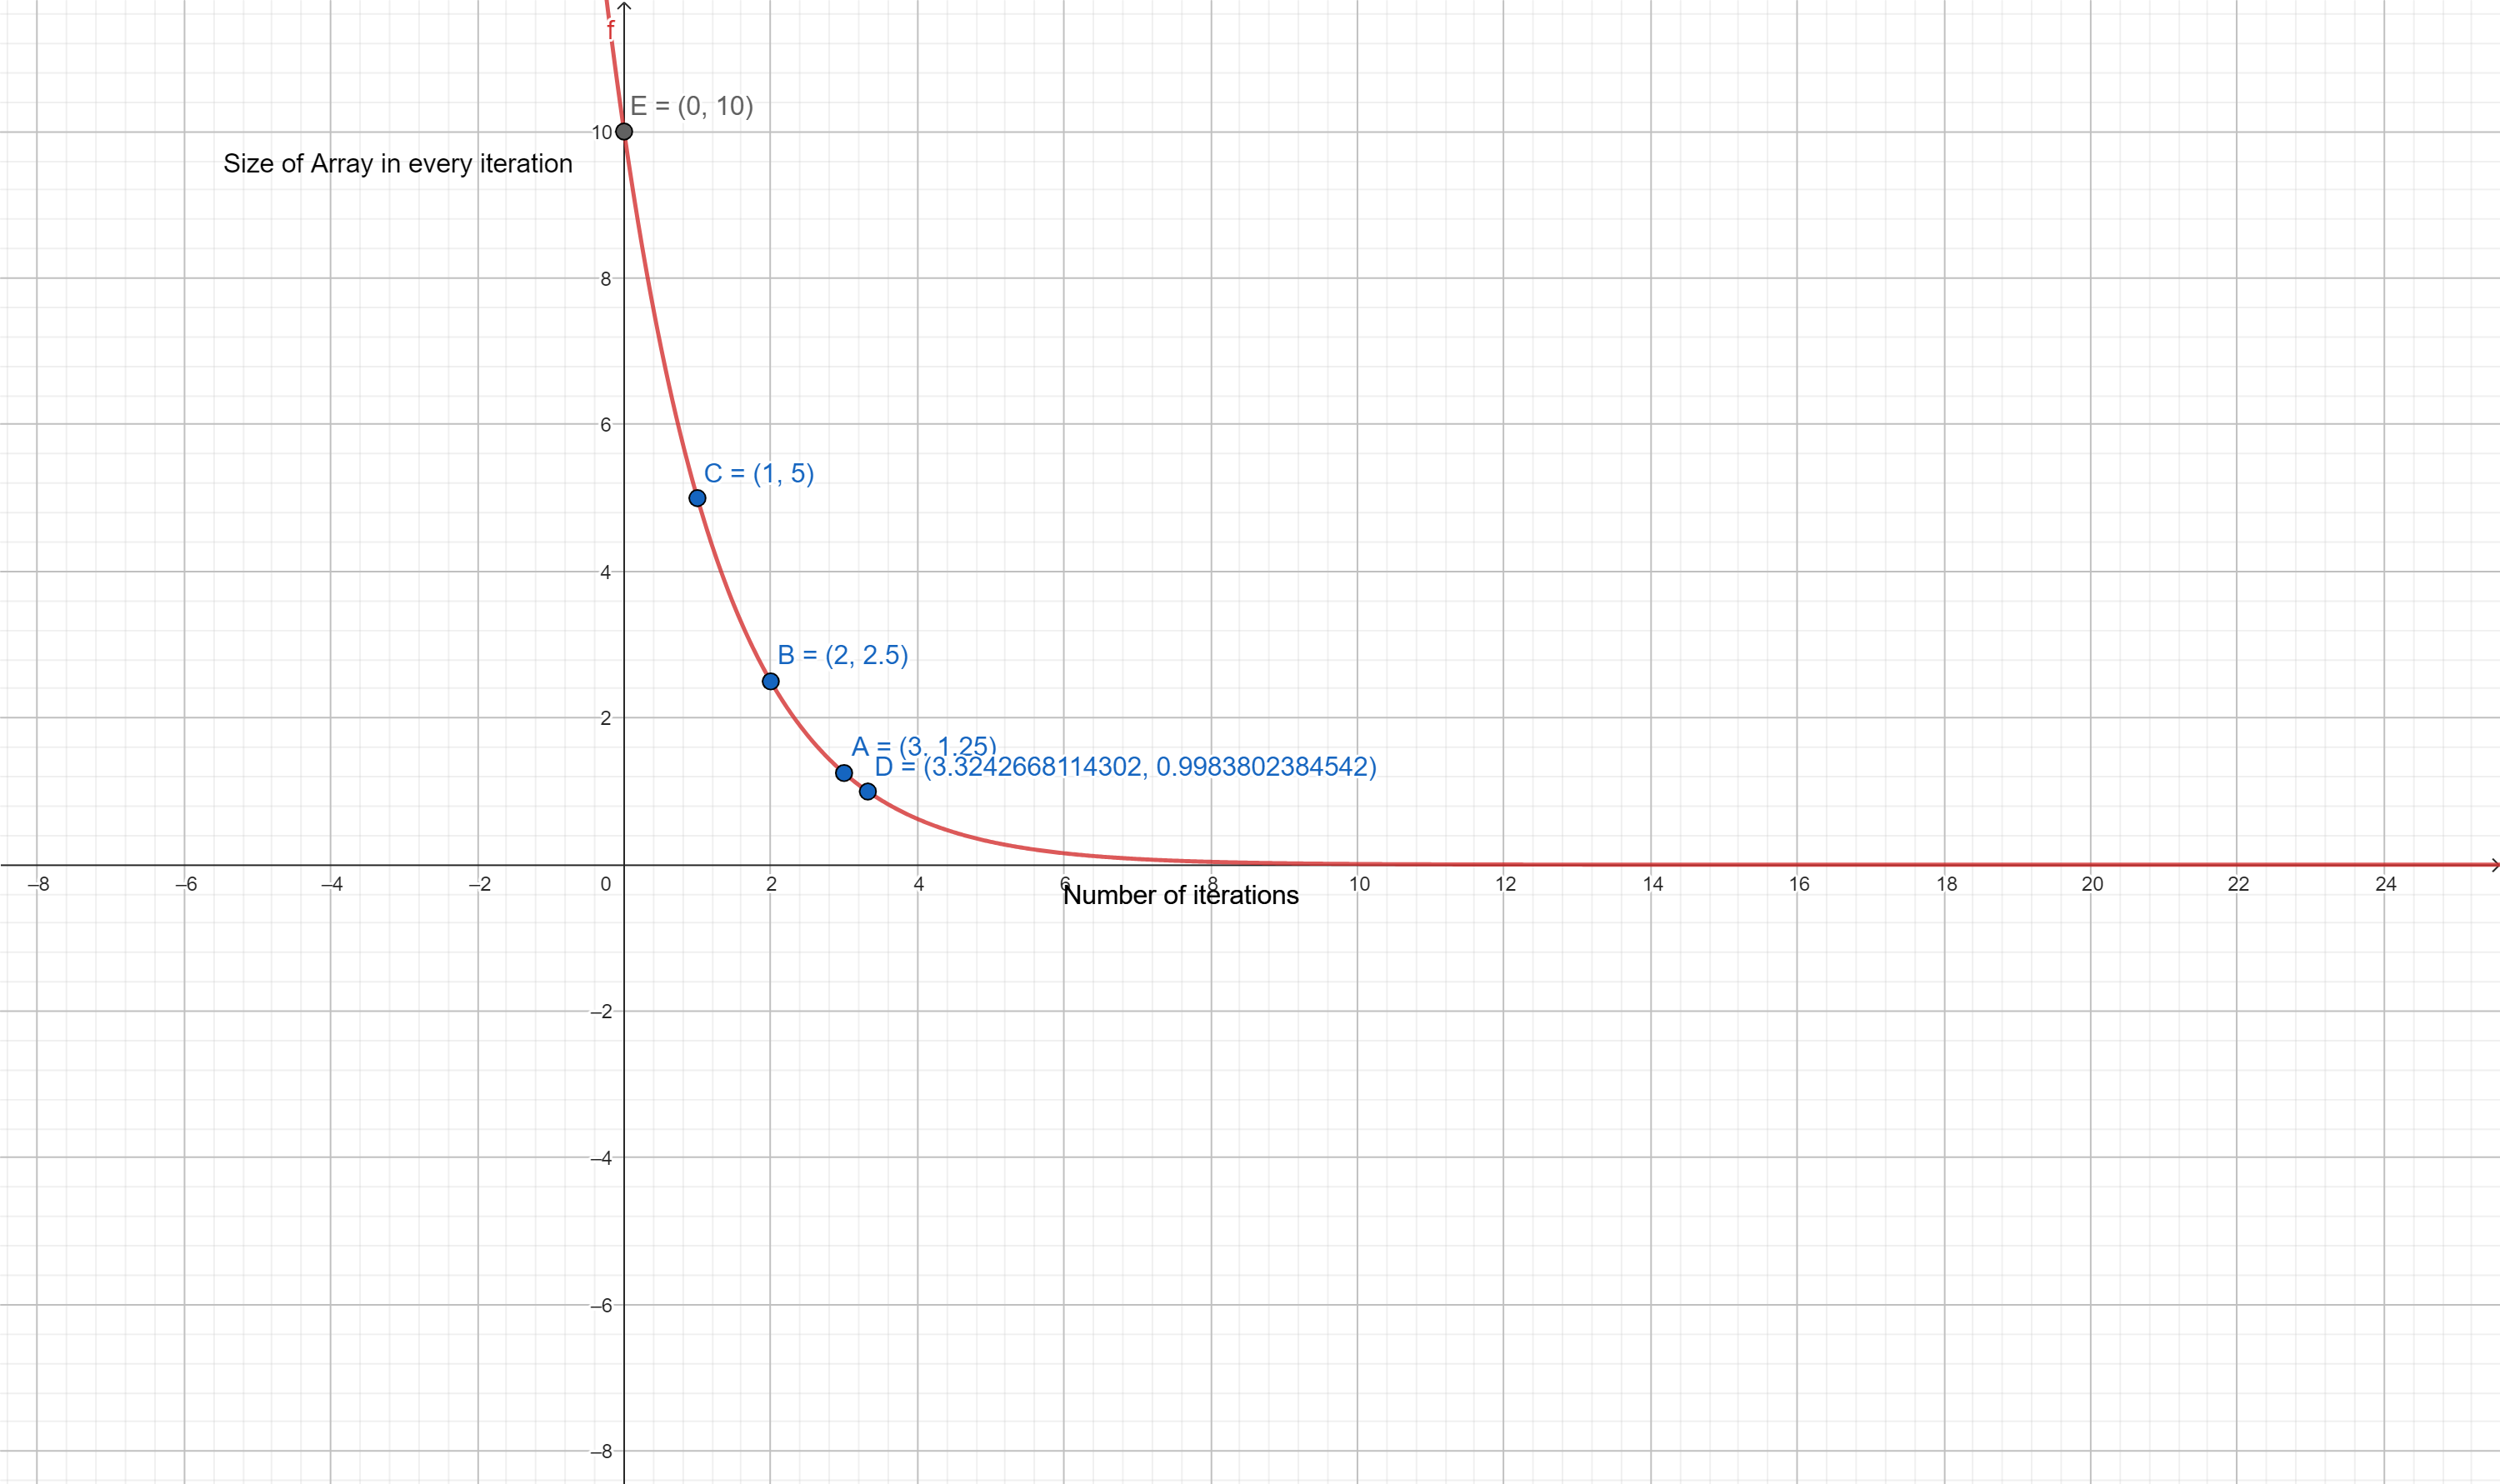 f
E = (0, 10)
10
Size of Array in every iteration
8
6
C = (1, 5)
4
B = (2, 2.5)
2
A = (3, 1.25)
D = (3.3242668114302, 0.9983802384542)
–8 –6 –4 –2 0 2 4 6 8 10 12 14 16 18 20 22 24
Number of iterations
–2
–4
–6
–8